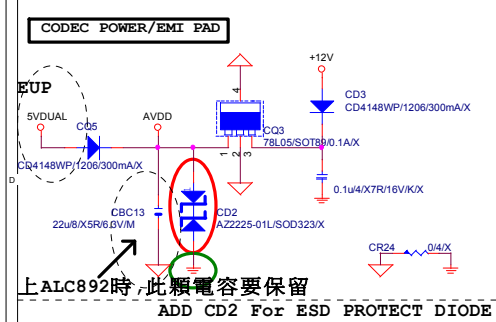 CODEC POWER/EMI PAD
+12V
EUP
CD3
CD4148WP/1206/300mA/X
4
5VDUAL
CQ5
AVDD
CQ3
78L05/SOT89/0.1A/X
1
2
3
CD4148WP/1206/300mA/X
D
0.1u/4/X7R/16V/K/X
CBC13
22u/8/X5R/6.3V/M
CD2
AZ2225-01L/SOD323/X
CR24
0/4/X
上ALC892時 此顆電容要保留
ADD CD2 For ESD PROTECT DIODE